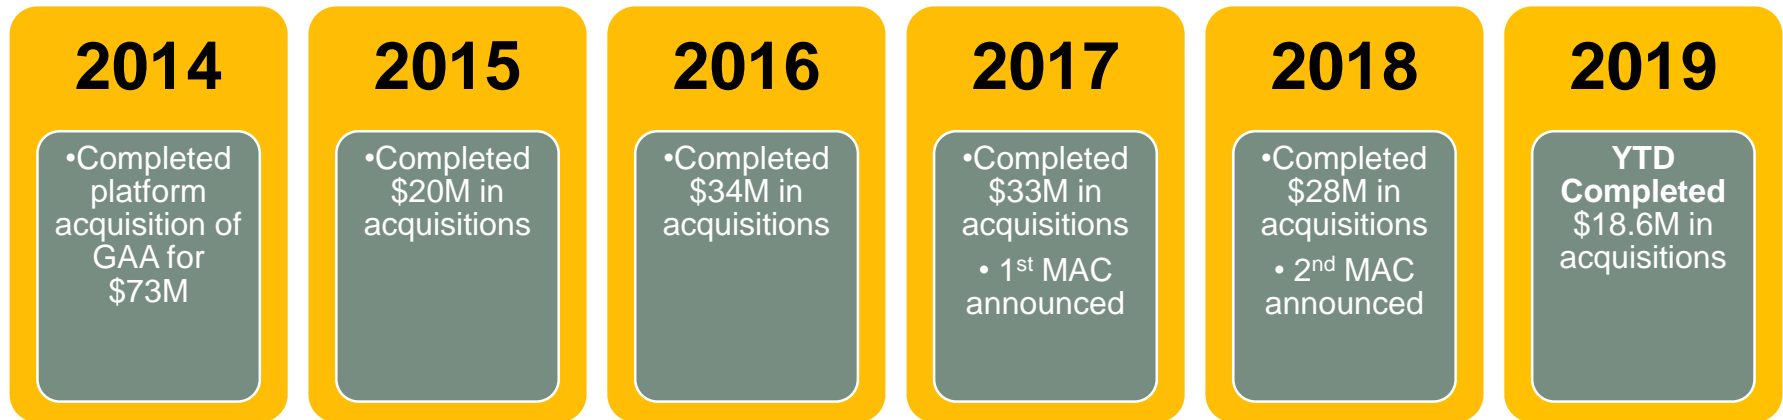 2014
•Completed
platform
acquisition of
GAA for
$73M
2015
•Completed
$20M in
acquisitions
2016
•Completed
$34M in
acquisitions
2017
•Completed
$33M in
acquisitions
• 1st MAC
announced
2018
•Completed
$28M in
acquisitions
• 2nd MAC
announced
2019
YTD
Completed
$18.6M in
acquisitions